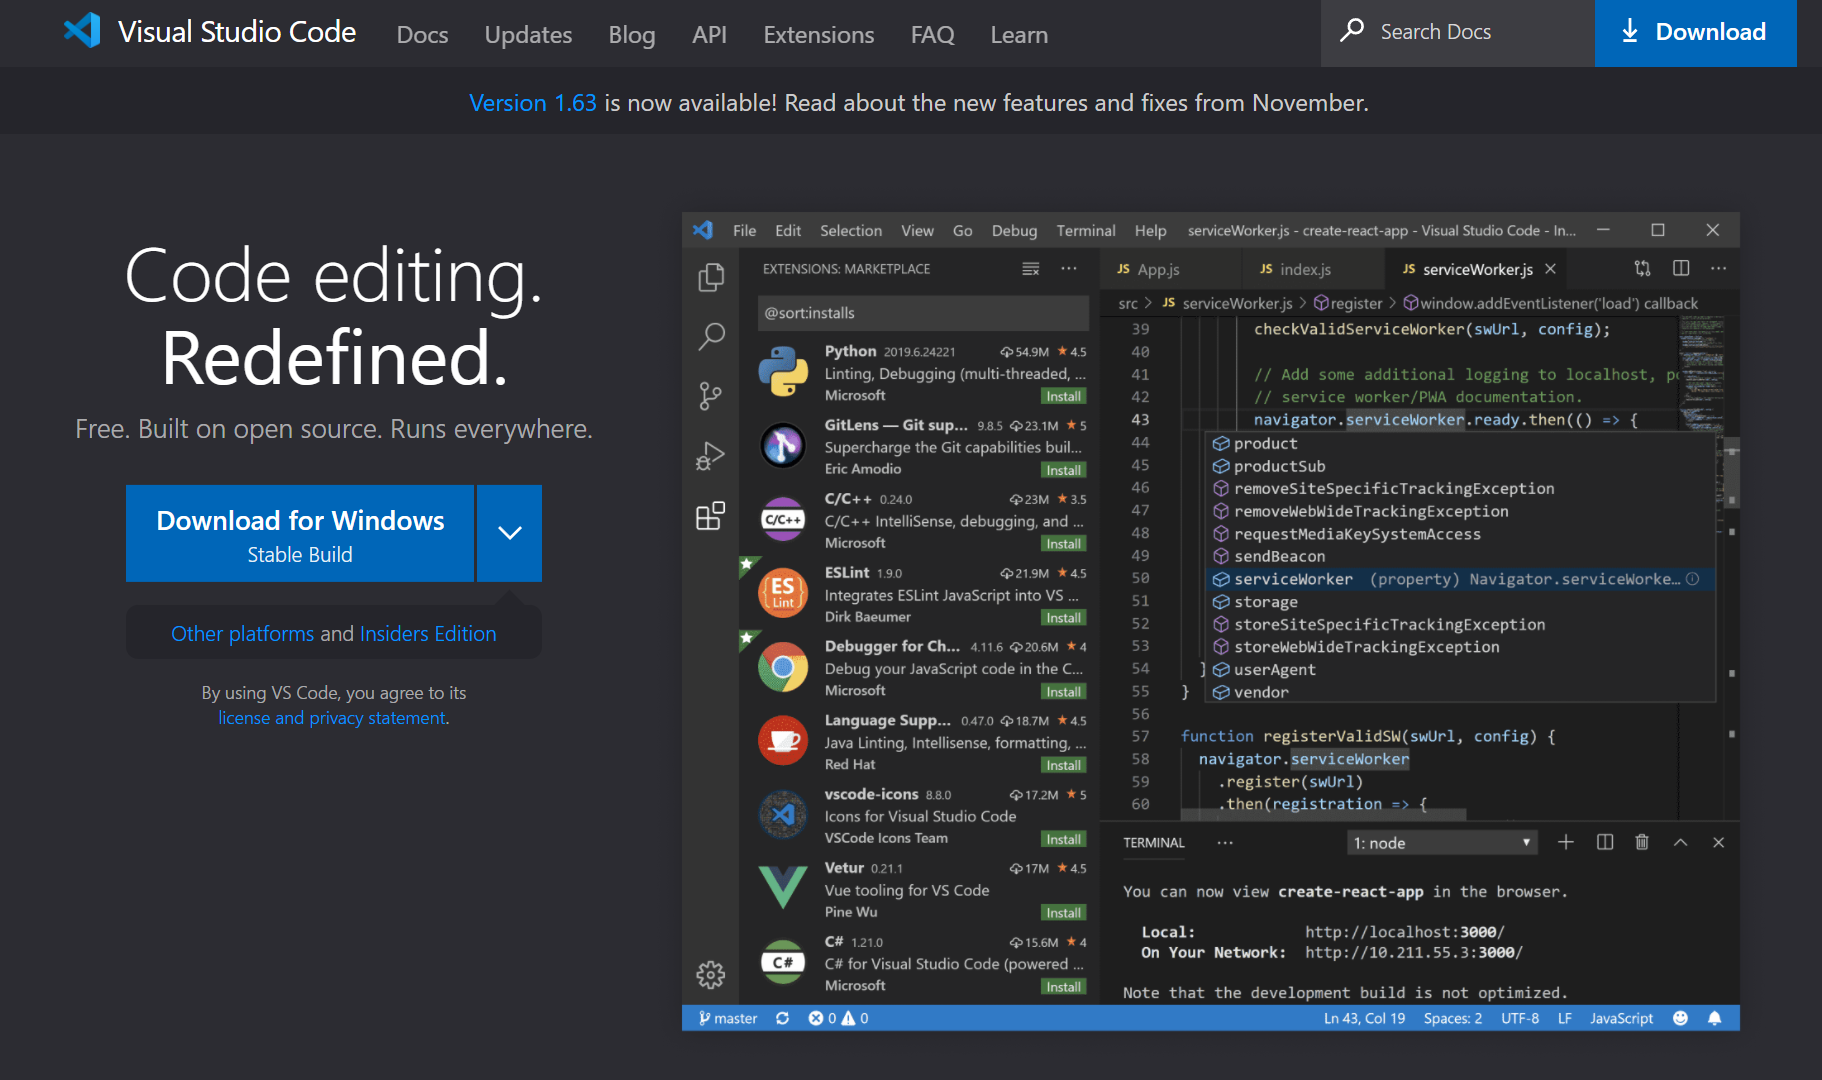 Visual Studio Code Docs Updates Blog API Extensions FAQ Learn Search Docs Download
Version 1.63 is now available! Read about the new features and fixes from November.
Code editing.
Redefined.
Free. Built on open source. Runs everywhere.
Download for Windows
Stable Build
Other platforms and Insiders Edition
By using VS Code, you agree to its
license and privacy statement.
File Edit Selection View Go Debug Terminal Help serviceWorker.js - create-react-app - Visual Studio Code - In...
EXTENSIONS: MARKETPLACE
@sort:installs
Python 2019.6.24221 54.9M 4.5
Linting, Debugging (multi-threaded, ...
Microsoft Install
GitLens — Git sup... 9.8.5 23.1M 5
Supercharge the Git capabilities buil...
Eric Amodio Install
C/C++
C/C++ 0.24.0 23M 3.5
C/C++ IntelliSense, debugging, and ...
Microsoft Install
ES
Lint
ESLint 1.9.0 21.9M 4.5
Integrates ESLint JavaScript into VS ...
Dirk Baeumer Install
Debugger for Ch... 4.11.6 20.6M 4
Debug your JavaScript code in the C...
Microsoft Install
Language Supp... 0.47.0 18.7M 4.5
Java Linting, Intellisense, formatting, ...
Red Hat Install
vscode-icons 8.8.0 17.2M 5
Icons for Visual Studio Code
VSCode Icons Team Install
Vetur 0.21.1 17M 4.5
Vue tooling for VS Code
Pine Wu Install
C#
C# 1.21.0 15.6M 4
C# for Visual Studio Code (powered ...
Microsoft Install
JS App.js JS index.js JS serviceWorker.js
src > JS serviceWorker.js > register > window.addEventListener('load') callback
39 checkValidServiceWorker(swUrl, config);
40
41 // Add some additional logging to localhost, po
42 // service worker/PWA documentation.
43 navigator.serviceWorker.ready.then(() => {
44 product
45 productSub
46 removeSiteSpecificTrackingException
47 removeWebWideTrackingException
48 requestMediaKeySystemAccess
49 sendBeacon
50 serviceWorker (property) Navigator.serviceWorke...
51 storage
52 storeSiteSpecificTrackingException
53 storeWebWideTrackingException
54 } userAgent
55 } vendor
56
57 function registerValidSW(swUrl, config) {
58 navigator.serviceWorker
59 .register(swUrl)
60 .then(registration => {
TERMINAL ... 1: node
You can now view create-react-app in the browser.
Local: http://localhost:3000/
On Your Network: http://10.211.55.3:3000/
Note that the development build is not optimized.
master 0 0 Ln 43, Col 19 Spaces: 2 UTF-8 LF JavaScript